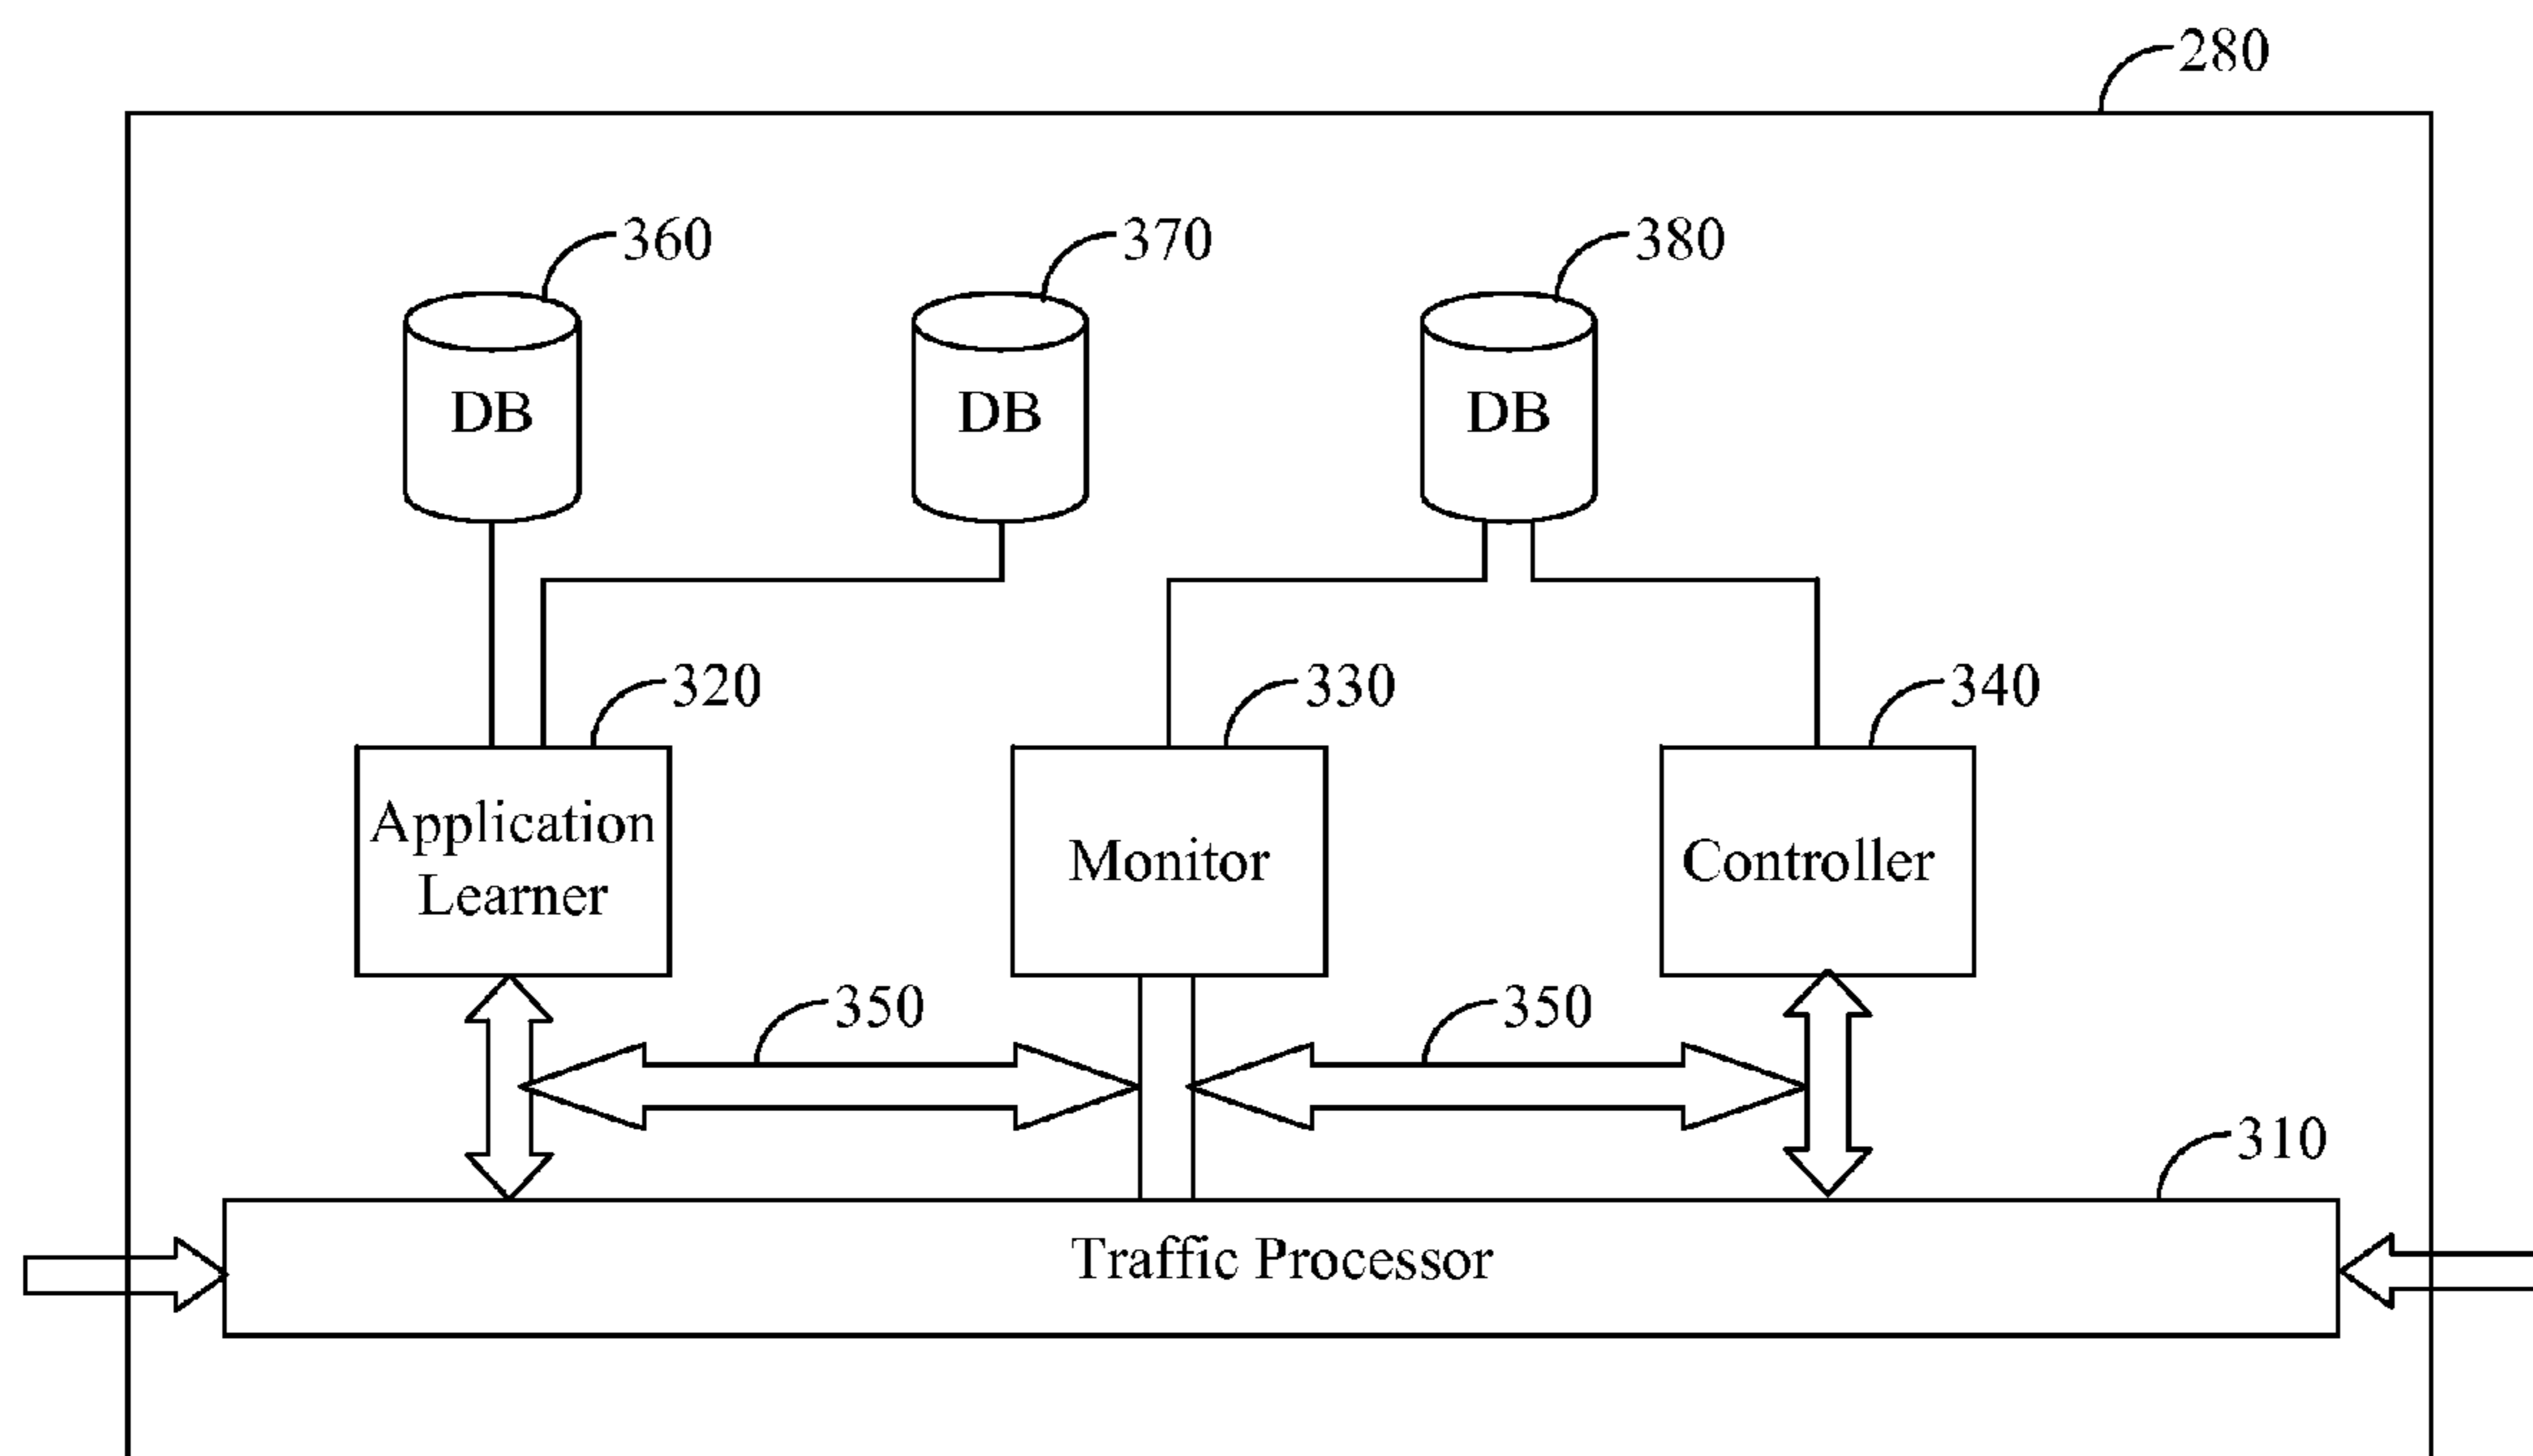 280
360
370
380
DB
DB
DB
320
330
340
Application
Learner
Monitor
Controller
350
350
310
Traffic Processor